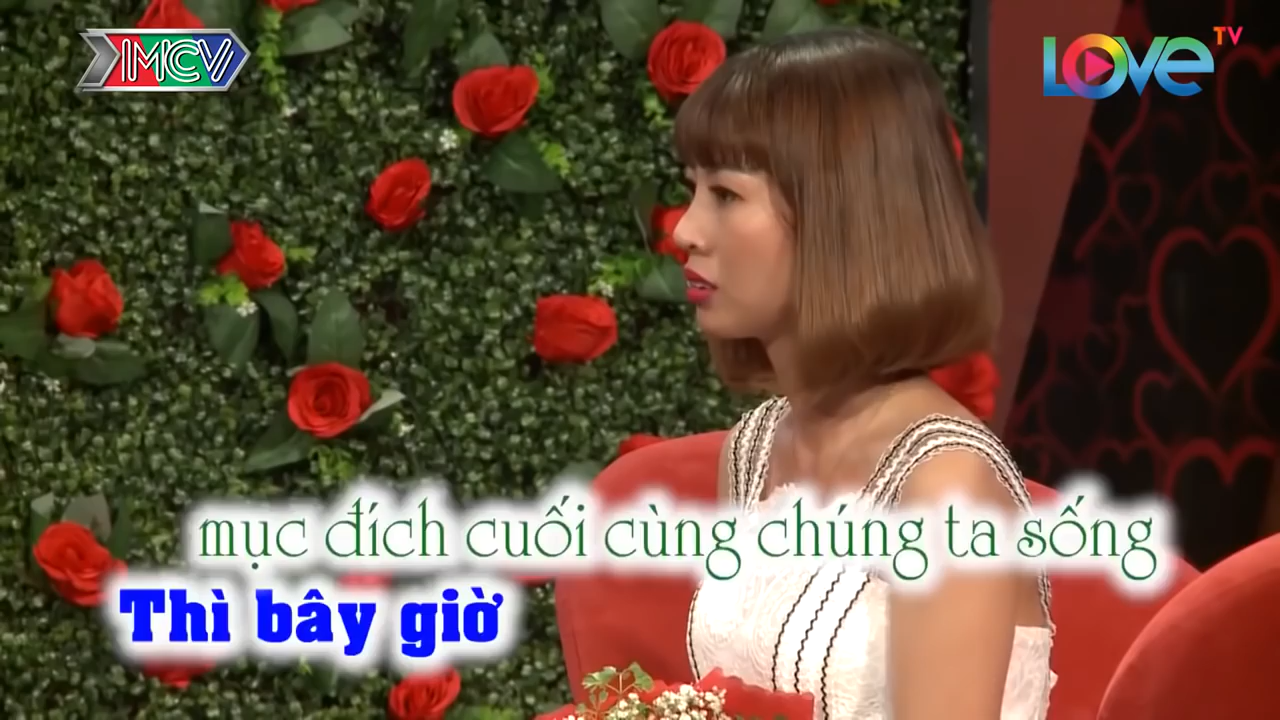 MCV
LOVE TV
mục đích cuối cùng chúng ta sống
Thì bây giờ